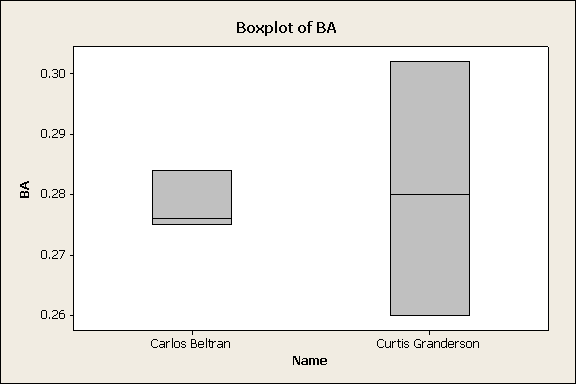 Boxplot of BA
0.30
0.29
0.28
0.27
0.26
BA
Carlos Beltran
Curtis Granderson
Name